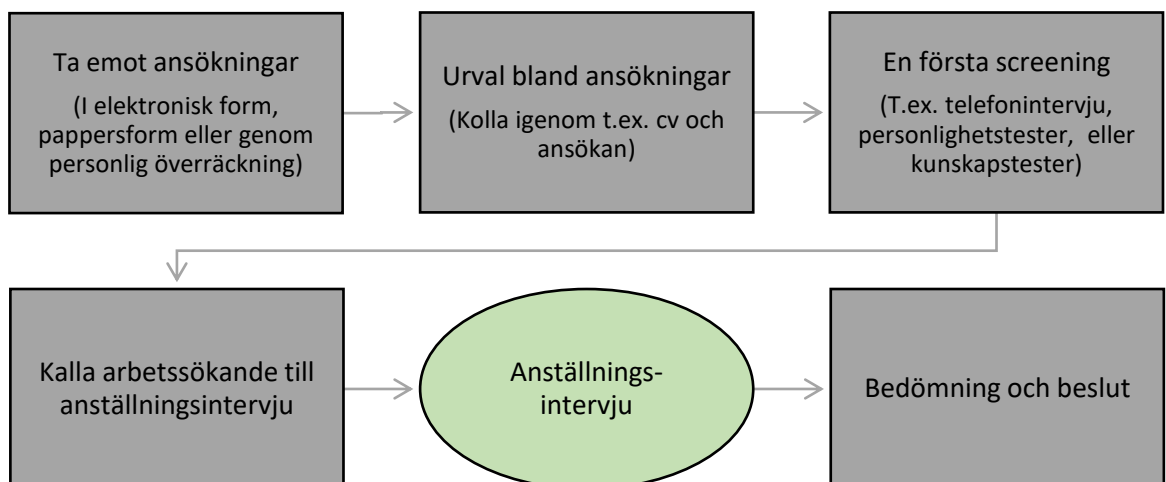 Ta emot ansökningar
(I elektronisk form,
pappersform eller genom
personlig överräckning)
Urval bland ansökningar
(Kolla igenom t.ex. cv och
ansökan)
En första screening
(T.ex. telefonintervju,
personlighetstester, eller
kunskapstester)
Kalla arbetssökande till
anställningsintervju
Anställnings-
intervju
Bedömning och beslut